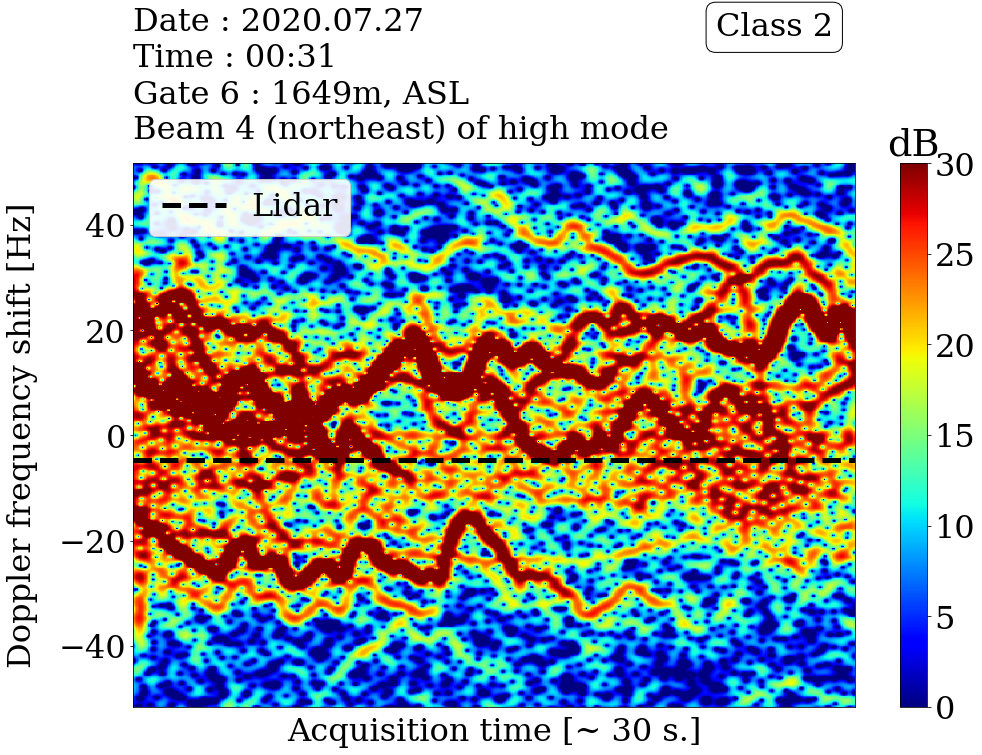 Date : 2020.07.27
Time : 00:31
Gate 6 : 1649m, ASL
Beam 4 (northeast) of high mode
Class 2
dB
Lidar
Doppler frequency shift [Hz]
40
20
0
−20
−40
Acquisition time [~ 30 s.]
30
25
20
15
10
5
0